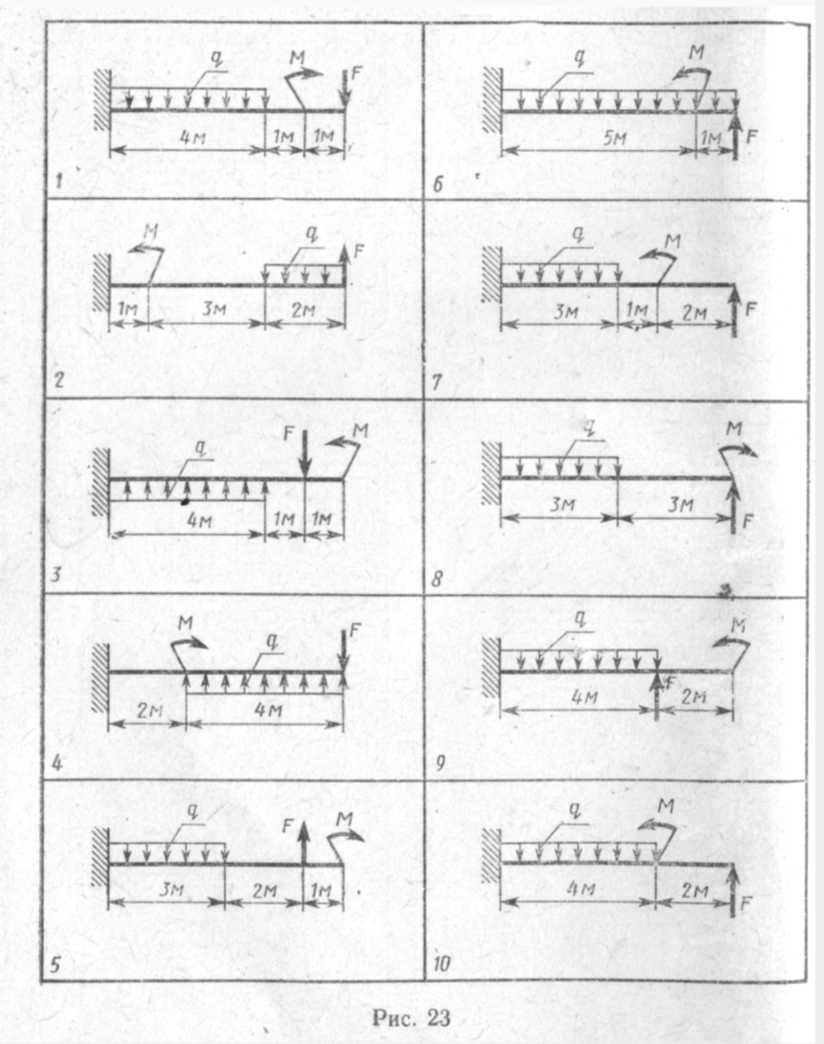 q M F
4м 1м 1м
1
q M
5м 1м F
6
M q F
1м 3м 2м
2
q M
3м 1м 2м F
7
q F M
4м 1м 1м
3
q M
3м 3м F
8
M q F
2м 4м
4
q M
F
4м 2м
9
q F M
3м 2м 1м
5
q M
4м 2м F
10
Рис. 23